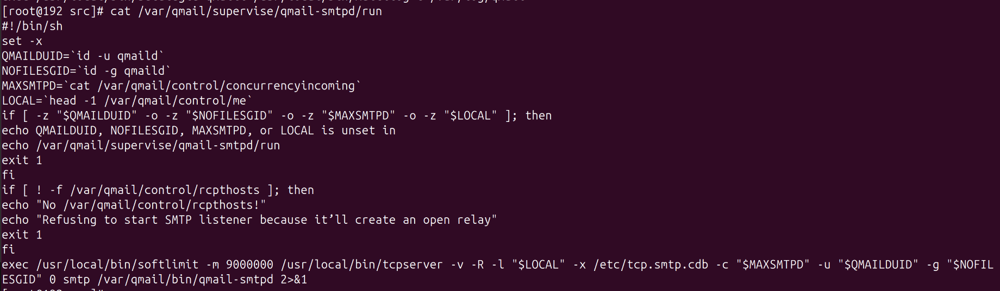 [root@192 src]# cat /var/qmail/supervise/qmail-smtpd/run
#!/bin/sh
set -x
QMAILDUID=`id -u qmaild`
NOFILESGID=`id -g qmaild`
MAXSMTPD=`cat /var/qmail/control/concurrencyincoming`
LOCAL=`head -1 /var/qmail/control/me`
if [ -z "$QMAILDUID" -o -z "$NOFILESGID" -o -z "$MAXSMTPD" -o -z "$LOCAL" ]; then
echo QMAILDUID, NOFILESGID, MAXSMTPD, or LOCAL is unset in
echo /var/qmail/supervise/qmail-smtpd/run
exit 1
fi
if [ ! -f /var/qmail/control/rcpthosts ]; then
echo "No /var/qmail/control/rcpthosts!"
echo "Refusing to start SMTP listener because it’ll create an open relay"
exit 1
fi
exec /usr/local/bin/softlimit -m 9000000 /usr/local/bin/tcpserver -v -R -l "$LOCAL" -x /etc/tcp.smtp.cdb -c "$MAXSMTPD" -u "$QMAILDUID" -g "$NOFIL
ESGID" 0 smtp /var/qmail/bin/qmail-smtpd 2>&1